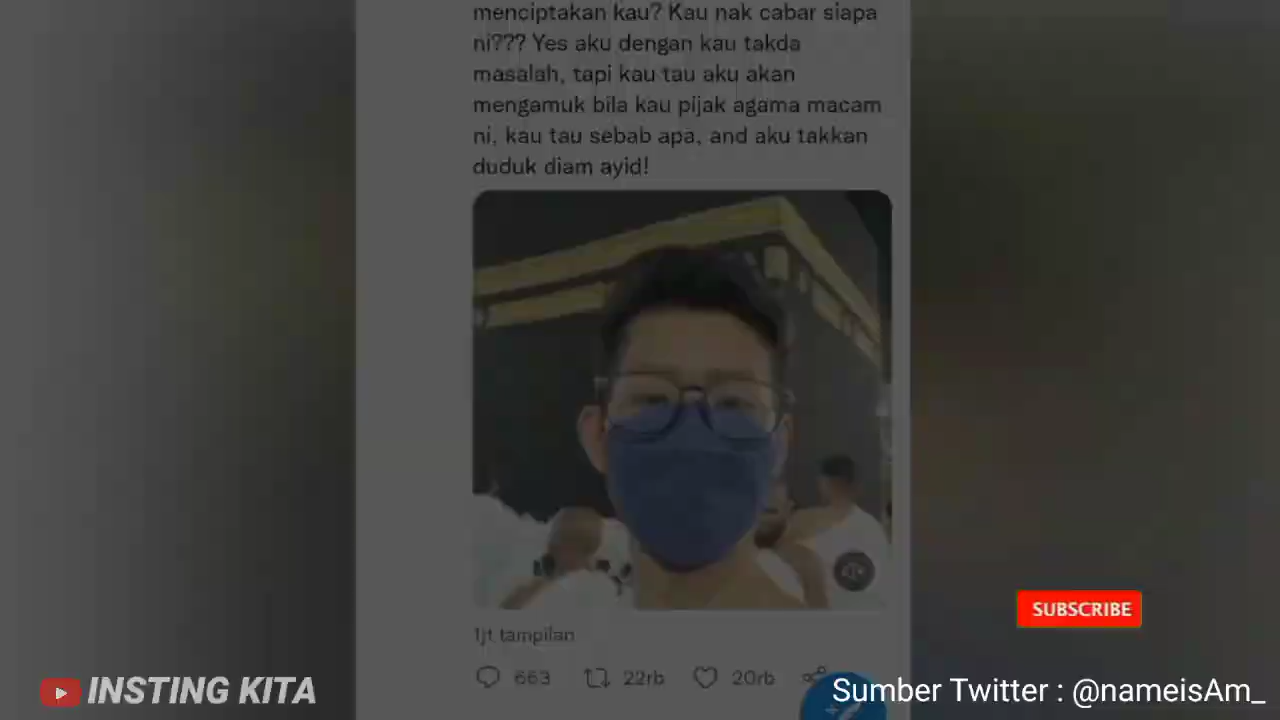 menciptakan kau? Kau nak cabar siapa
ni??? Yes aku dengan kau takda
masalah, tapi kau tau aku akan
mengamuk bila kau pijak agama macam
ni, kau tau sebab apa, and aku takkan
duduk diam ayid!
1jt tampilan
663 22rb 20rb
SUBSCRIBE
INSTING KITA
Sumber Twitter : @nameisAm_